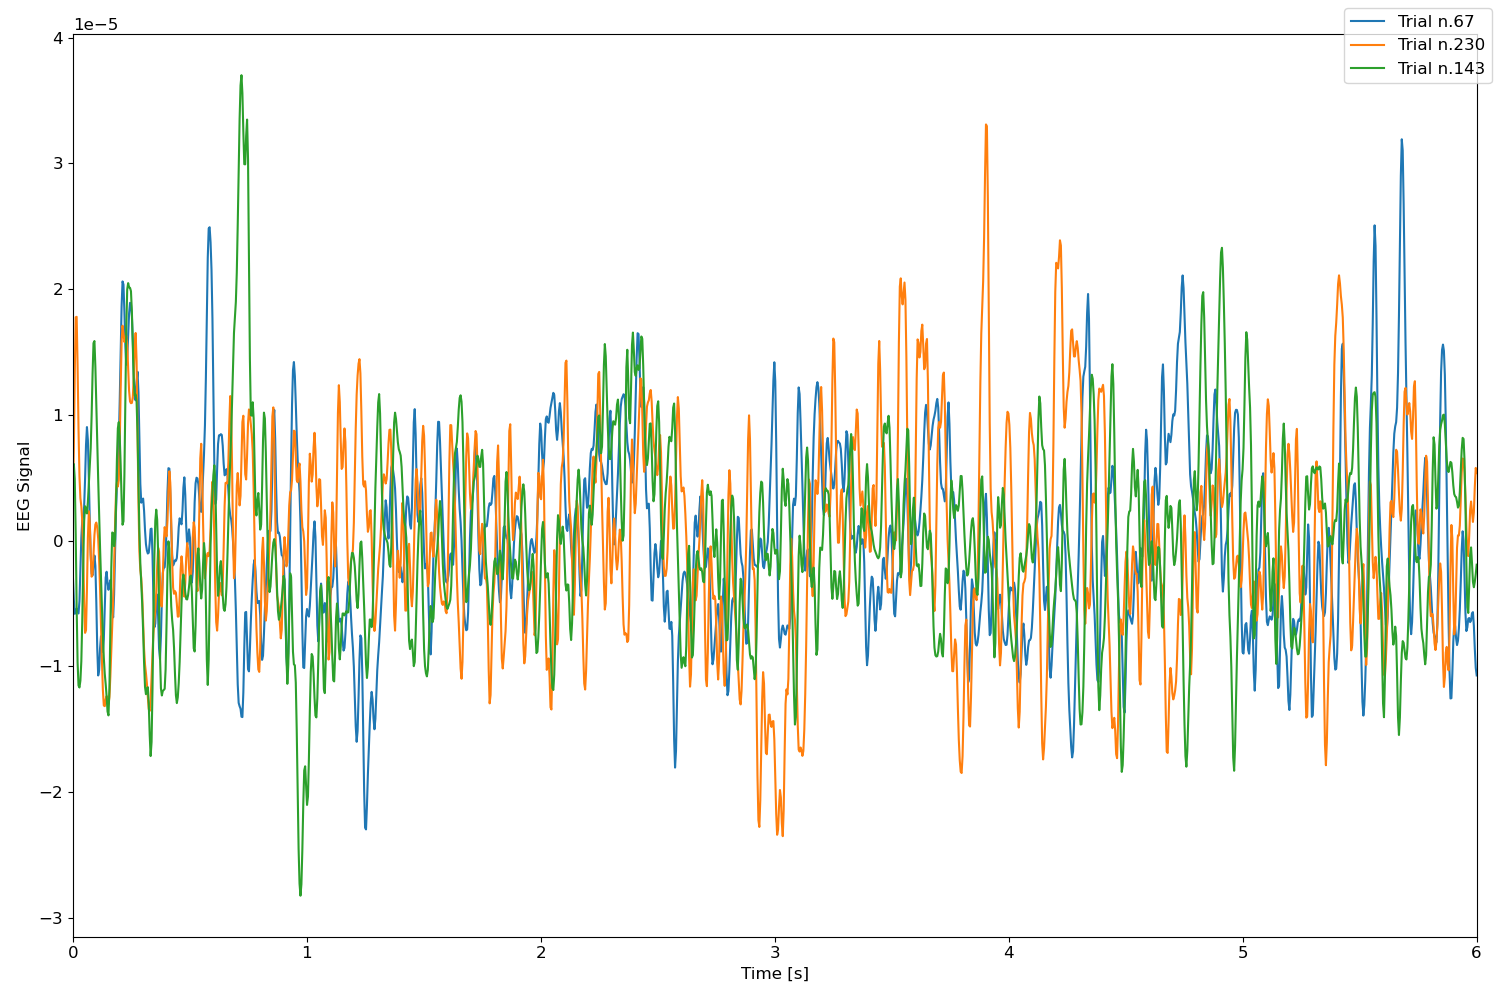 1e−5
Trial n.67
Trial n.230
Trial n.143
4
3
2
1
0
−1
−2
−3
EEG Signal
0 1 2 3 4 5 6
Time [s]